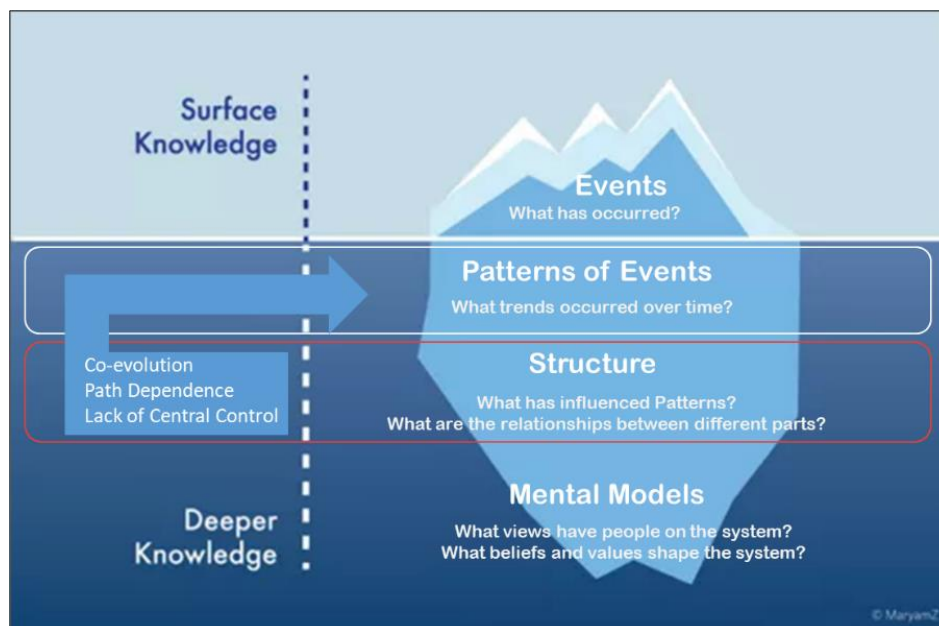 Surface
Knowledge
Events
What has occurred?
Patterns of Events
What trends occurred over time?
Co-evolution
Path Dependence
Lack of Central Control
Structure
What has influenced Patterns?
What are the relationships between different parts?
Deeper
Knowledge
Mental Models
What views have people on the system?
What beliefs and values shape the system?
© MaryamZ